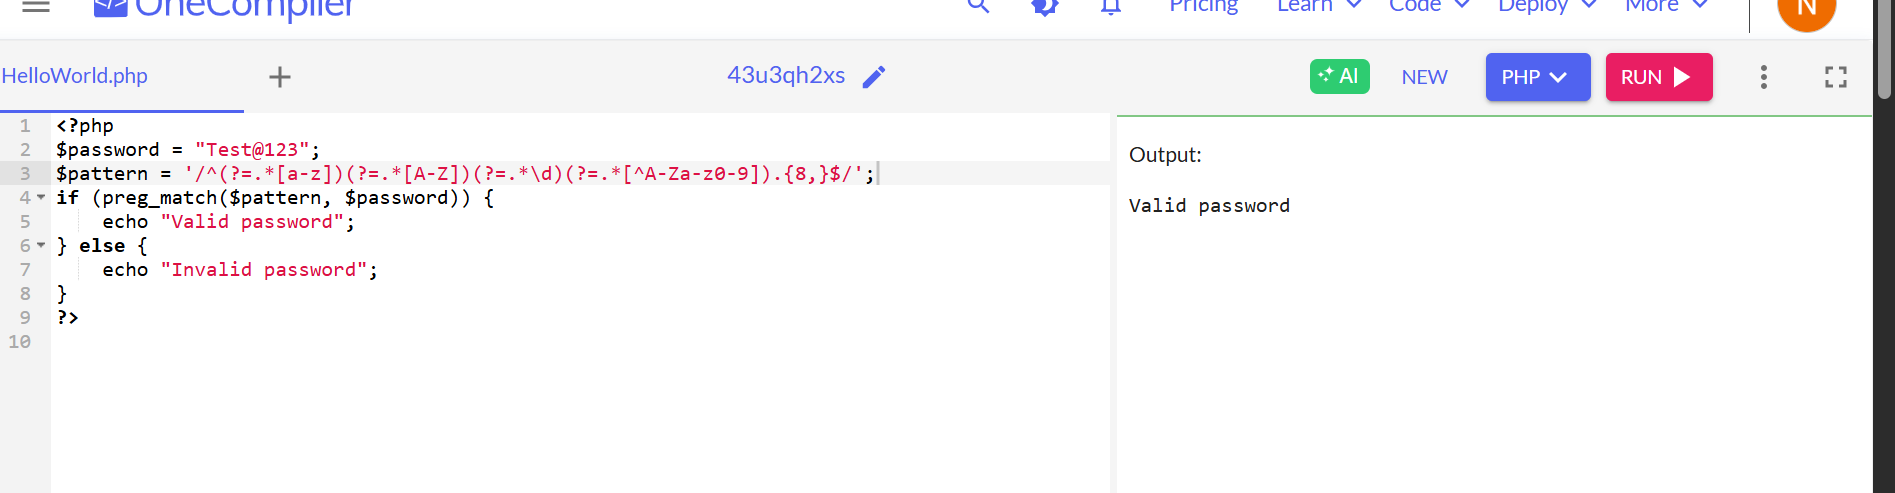 OneCompiler
Pricing Learn Code Deploy More N
HelloWorld.php + 43u3qh2xs AI NEW PHP RUN
1 <?php
2 $password = "Test@123";
3 $pattern = '/^(?=.*[a-z])(?=.*[A-Z])(?=.*\d)(?=.*[^A-Za-z0-9]).{8,}$/';
4 if (preg_match($pattern, $password)) {
5     echo "Valid password";
6 } else {
7     echo "Invalid password";
8 }
9 ?>
10
Output:
Valid password